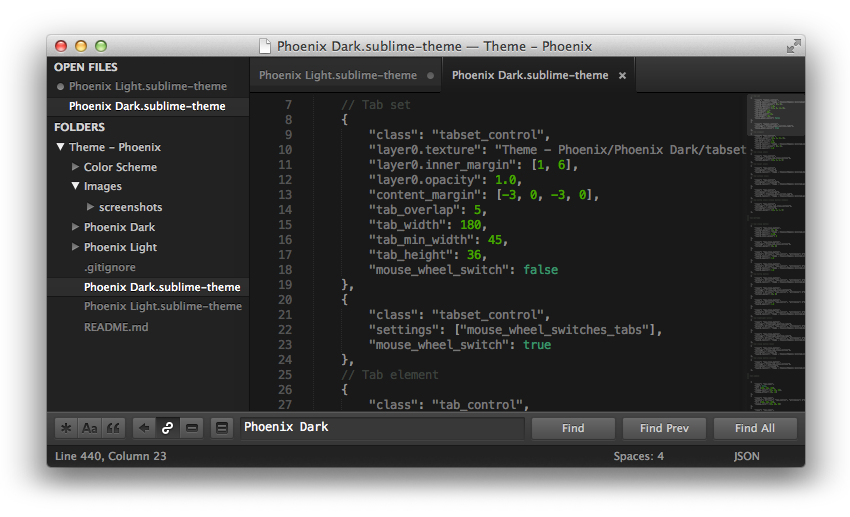 Phoenix Dark.sublime-theme — Theme - Phoenix
OPEN FILES
Phoenix Light.sublime-theme
Phoenix Dark.sublime-theme
FOLDERS
Theme - Phoenix
Color Scheme
Images
screenshots
Phoenix Dark
Phoenix Light
.gitignore
Phoenix Dark.sublime-theme
Phoenix Light.sublime-theme
README.md
Phoenix Light.sublime-theme
Phoenix Dark.sublime-theme ×
7 // Tab set
8 {
9 "class": "tabset_control",
10 "layer0.texture": "Theme - Phoenix/Phoenix Dark/tabset
11 "layer0.inner_margin": [1, 6],
12 "layer0.opacity": 1.0,
13 "content_margin": [-3, 0, -3, 0],
14 "tab_overlap": 5,
15 "tab_width": 180,
16 "tab_min_width": 45,
17 "tab_height": 36,
18 "mouse_wheel_switch": false
19 },
20 {
21 "class": "tabset_control",
22 "settings": ["mouse_wheel_switches_tabs"],
23 "mouse_wheel_switch": true
24 },
25 // Tab element
26 {
27 "class": "tab_control",
Aa
Phoenix Dark
Find
Find Prev
Find All
Line 440, Column 23
Spaces: 4
JSON